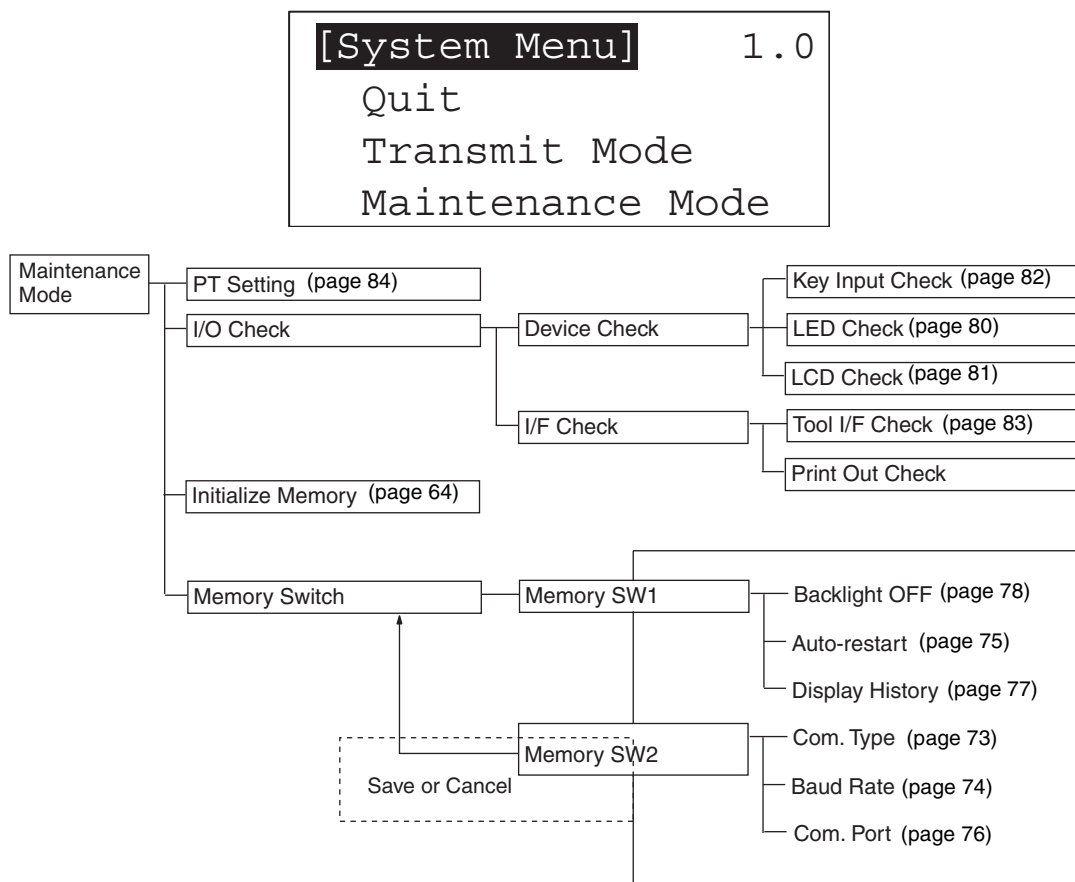 [System Menu] 1.0
Quit
Transmit Mode
Maintenance Mode
Maintenance
Mode
PT Setting (page 84)
I/O Check
Device Check
Key Input Check (page 82)
LED Check (page 80)
LCD Check (page 81)
I/F Check
Tool I/F Check (page 83)
Print Out Check
Initialize Memory (page 64)
Memory Switch
Memory SW1
Backlight OFF (page 78)
Auto-restart (page 75)
Display History (page 77)
Memory SW2
Save or Cancel
Com. Type (page 73)
Baud Rate (page 74)
Com. Port (page 76)